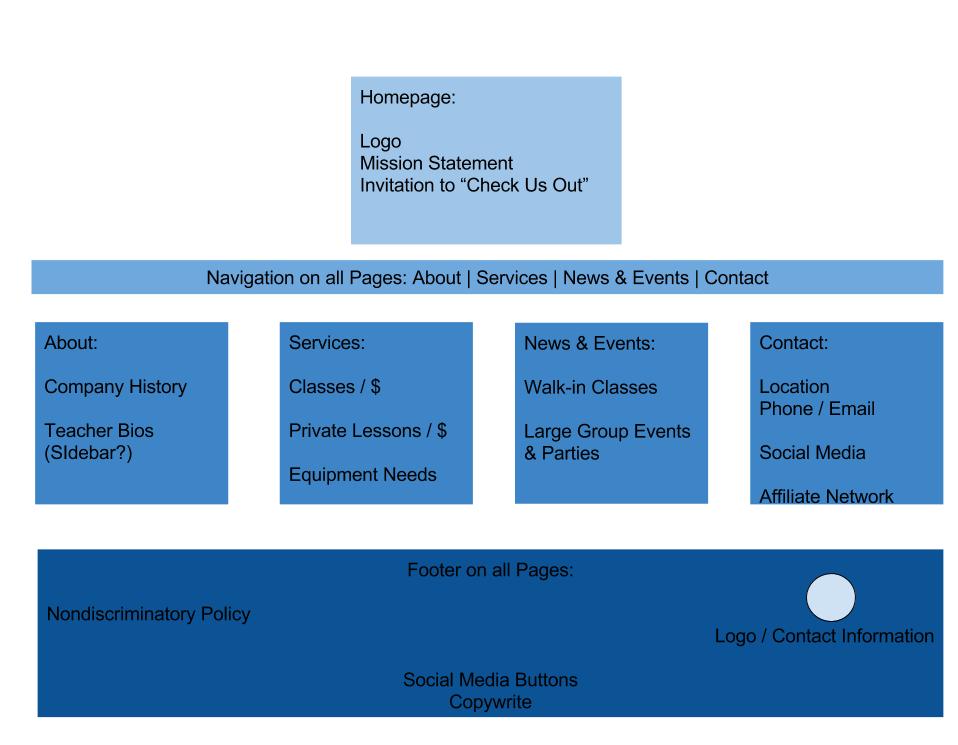 Homepage:
Logo
Mission Statement
Invitation to “Check Us Out”
Navigation on all Pages: About | Services | News & Events | Contact
About:
Company History
Teacher Bios
(SIdebar?)
Services:
Classes / $
Private Lessons / $
Equipment Needs
News & Events:
Walk-in Classes
Large Group Events
& Parties
Contact:
Location
Phone / Email
Social Media
Affiliate Network
Footer on all Pages:
Nondiscriminatory Policy
Logo / Contact Information
Social Media Buttons
Copywrite